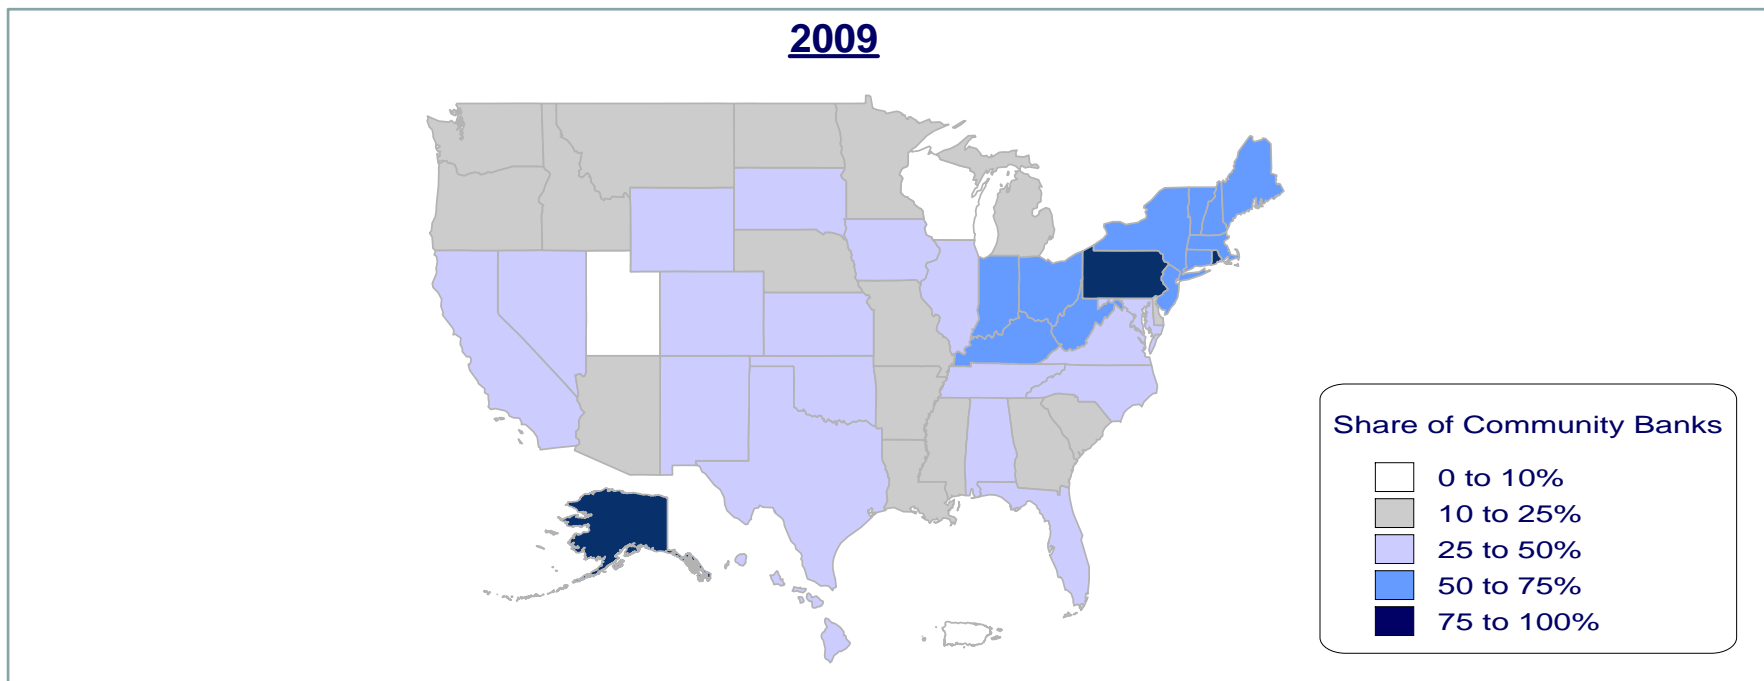 2009
Share of Community Banks
0 to 10%
10 to 25%
25 to 50%
50 to 75%
75 to 100%